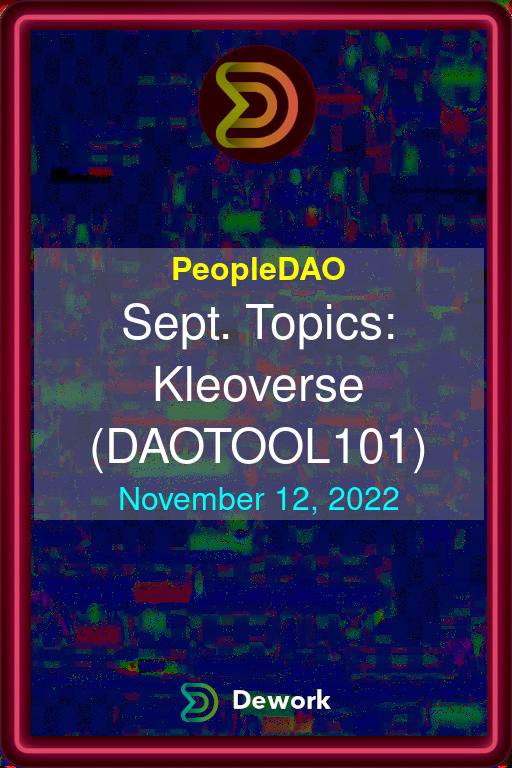 PeopleDAO
Sept. Topics:
Kleoverse
(DAOTOOL101)
November 12, 2022
Dework